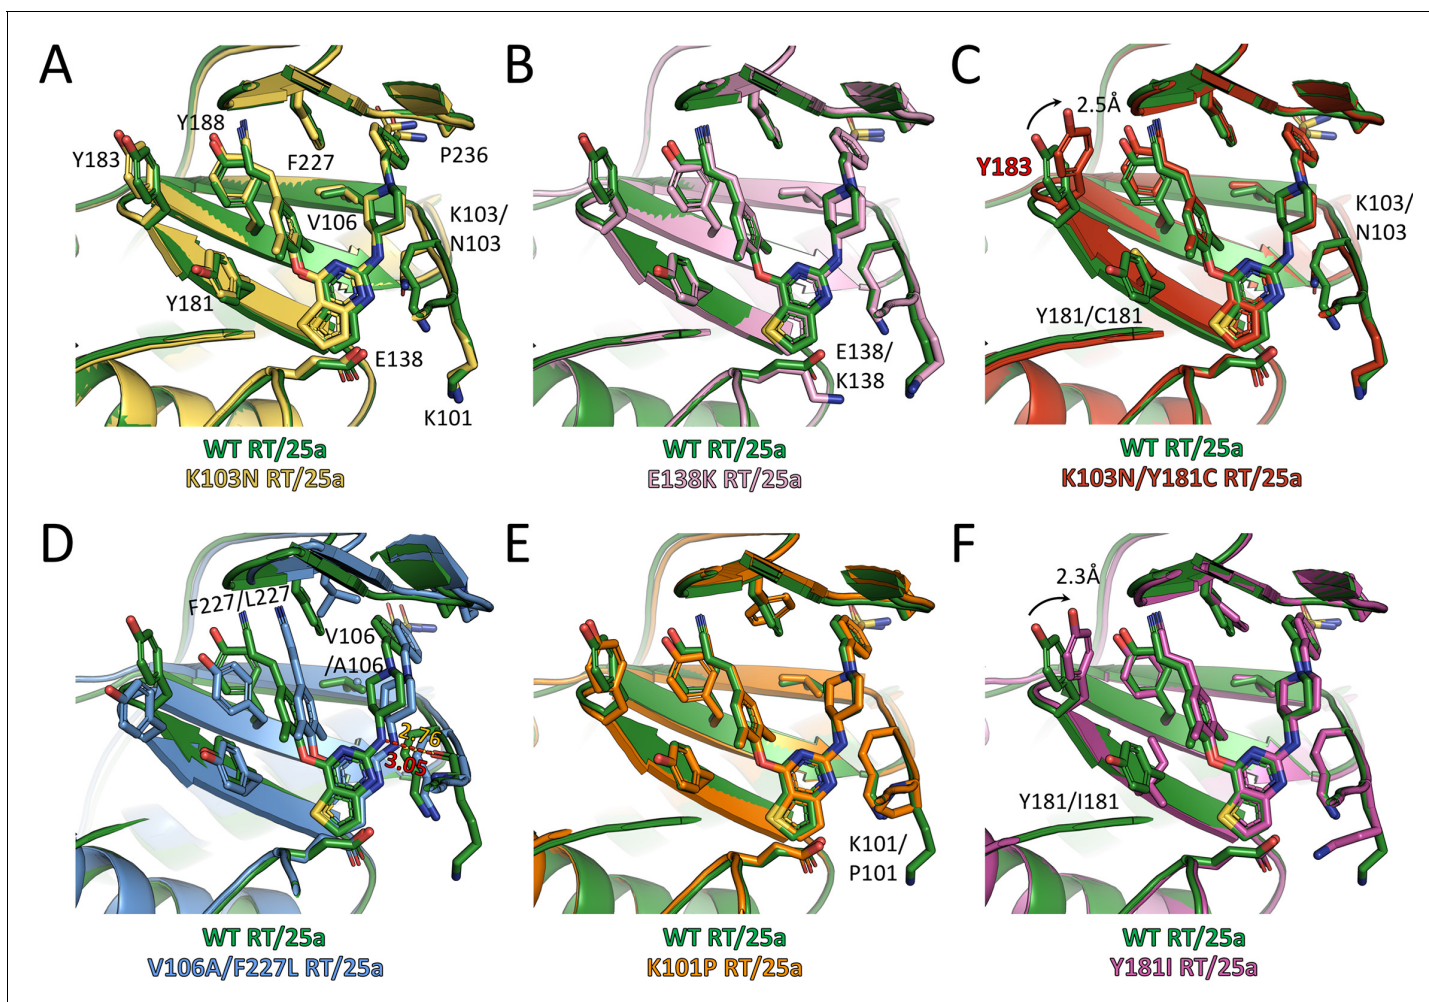 A
Y188
Y183
F227
P236
V106
K103/
N103
Y181
E138
K101
WT RT/25a
K103N RT/25a
B
E138/
K138
WT RT/25a
E138K RT/25a
C
2.5Å
Y183
K103/
N103
Y181/C181
WT RT/25a
K103N/Y181C RT/25a
D
F227/L227
V106
/A106
2.76
3.05
WT RT/25a
V106A/F227L RT/25a
E
K101/
P101
WT RT/25a
K101P RT/25a
F
2.3Å
Y181/I181
WT RT/25a
Y181I RT/25a